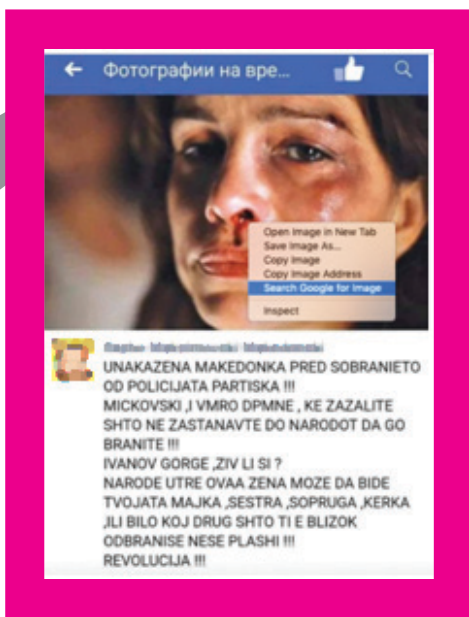 Фотографии на вре...
Open Image in New Tab
Save Image As...
Copy Image
Copy Image Address
Search Google for Image
Inspect
UNAKAZENA MAKEDONKA PRED SOBRANIETO
OD POLICIJATA PARTISKA !!!
MICKOVSKI ,I VMRO DPMNE , KE ZAZALITE
SHTO NE ZASTANAVTE DO NARODOT DA GO
BRANITE !!!
IVANOV GORGE ,ZIV LI SI ?
NARODE UTRE OVAA ZENA MOZE DA BIDE
TVOJATA MAJKA ,SESTRA ,SOPRUGA ,KERKA
,ILI BILO KOJ DRUG SHTO TI E BLIZOK
ODBRANISE NESE PLASHI !!!
REVOLUCIJA !!!